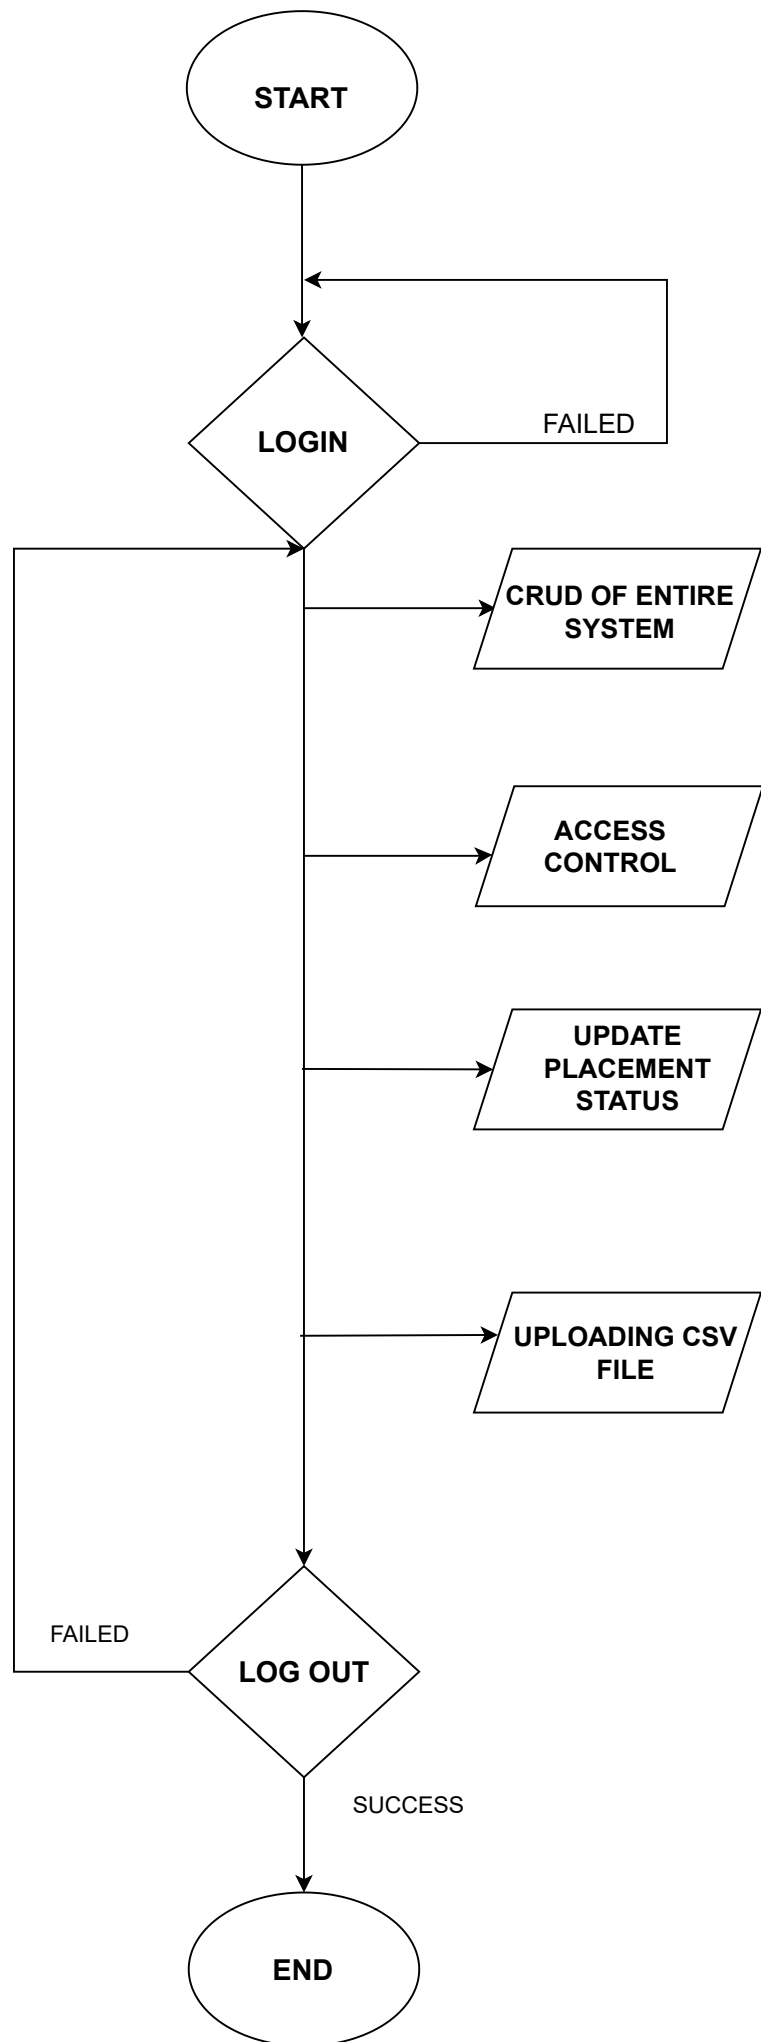 START
FAILED
LOGIN
CRUD OF ENTIRE
SYSTEM
ACCESS
CONTROL
UPDATE
PLACEMENT
STATUS
UPLOADING CSV
FILE
FAILED
LOG OUT
SUCCESS
END